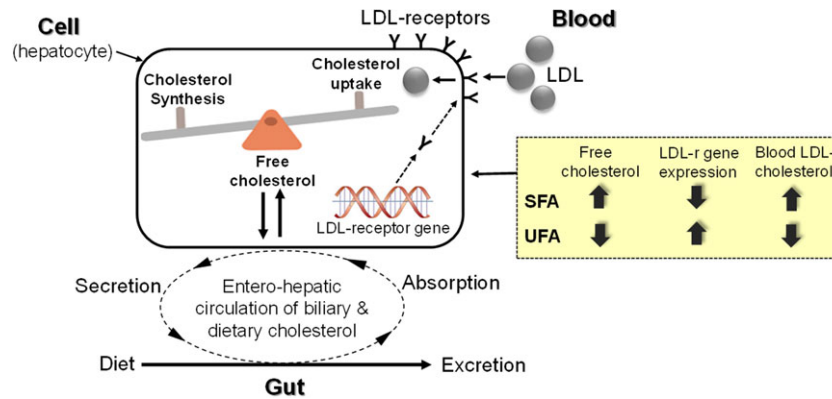 Cell
(hepatocyte)
LDL-receptors
Blood
LDL
Cholesterol
Synthesis
Cholesterol
uptake
Free
cholesterol
LDL-receptor gene
Free
cholesterol
LDL-r gene
expression
Blood LDL-
cholesterol
SFA
UFA
Secretion
Entero-hepatic
circulation of biliary &
dietary cholesterol
Absorption
Diet
Excretion
Gut